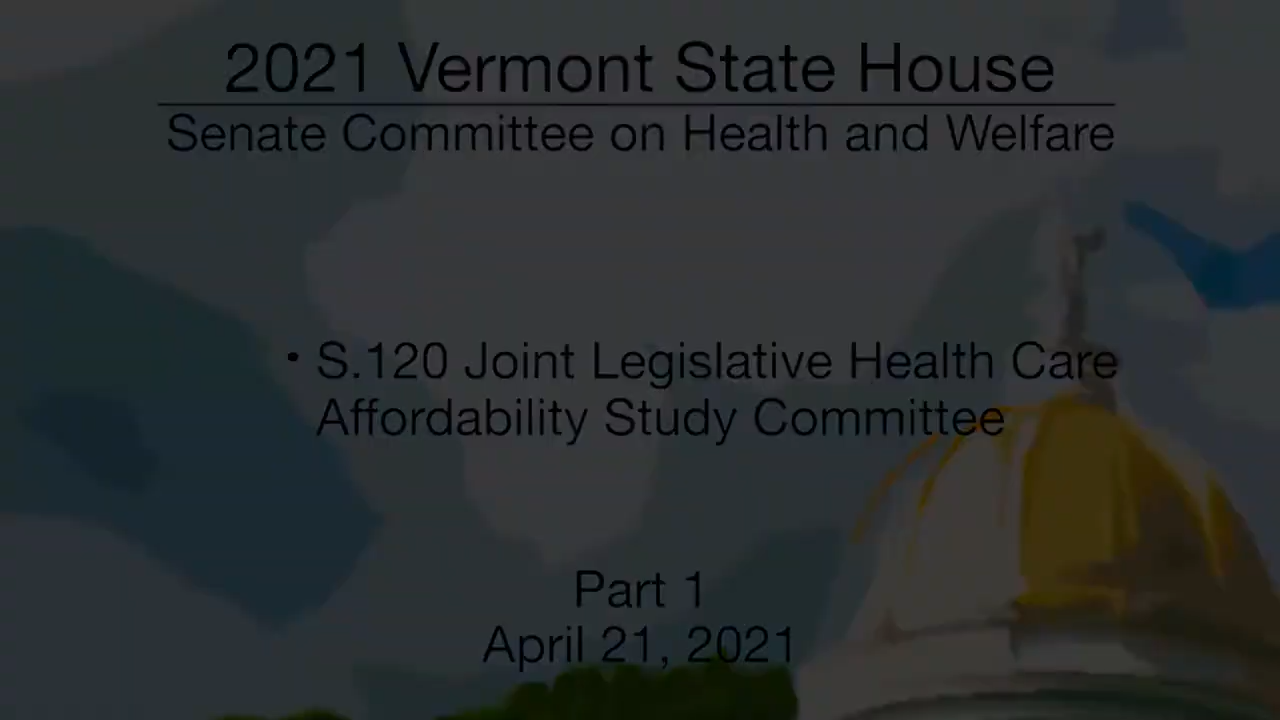 2021 Vermont State House
Senate Committee on Health and Welfare
• S.120 Joint Legislative Health Care
Affordability Study Committee
Part 1
April 21, 2021